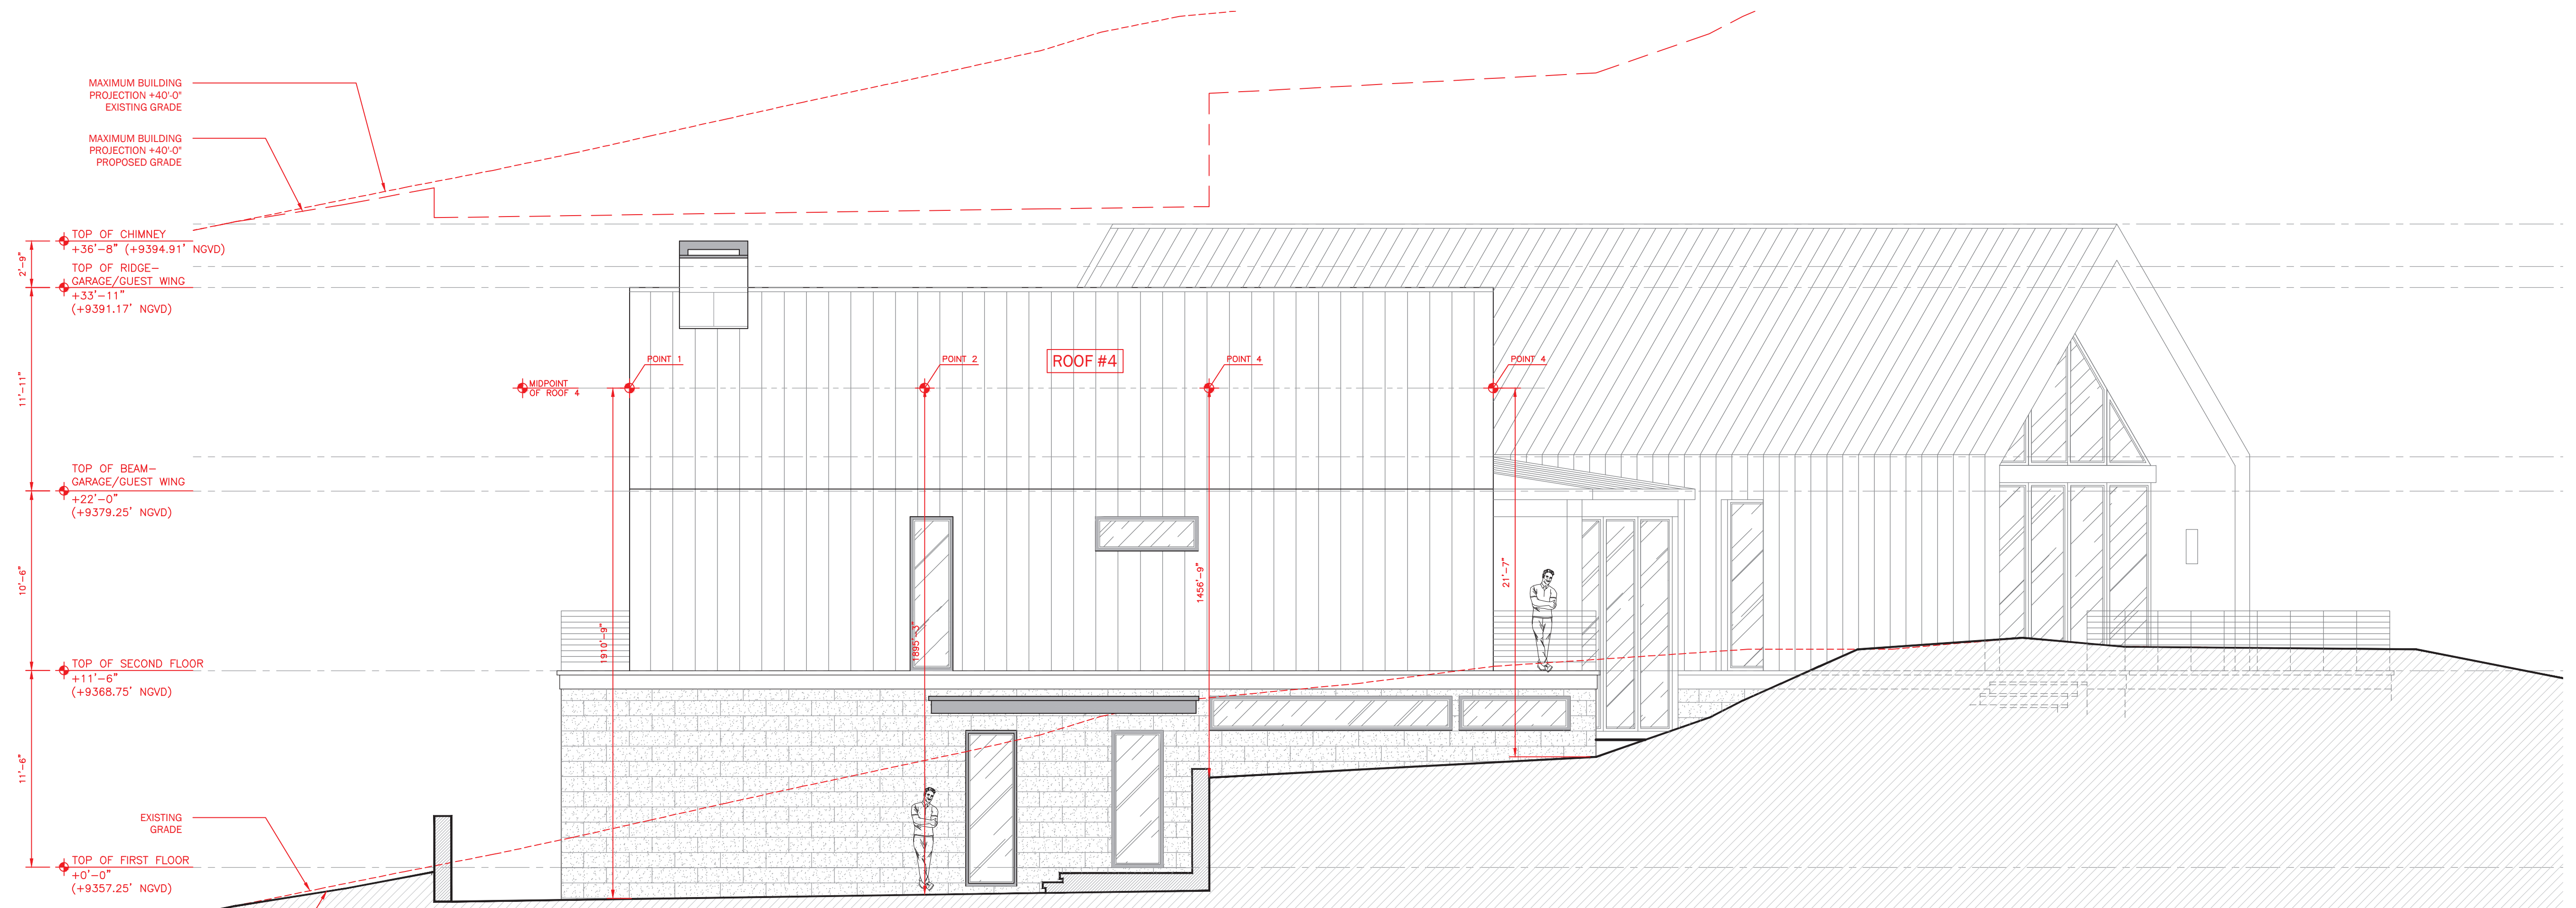 MAXIMUM BUILDING
PROJECTION +40'-0"
EXISTING GRADE
MAXIMUM BUILDING
PROJECTION +40'-0"
PROPOSED GRADE
TOP OF CHIMNEY
+36'-8" (+9394.91' NGVD)
2'-9"
TOP OF RIDGE-
GARAGE/GUEST WING
+33'-11"
(+9391.17' NGVD)
11'-11"
POINT 1
POINT 2
ROOF #4
POINT 4
POINT 4
MIDPOINT
OF ROOF 4
TOP OF BEAM-
GARAGE/GUEST WING
+22'-0"
(+9379.25' NGVD)
10'-6"
1910'-9"
1895'-3"
1456'-9"
21'-7"
TOP OF SECOND FLOOR
+11'-6"
(+9368.75' NGVD)
11'-6"
EXISTING
GRADE
TOP OF FIRST FLOOR
+0'-0"
(+9357.25' NGVD)